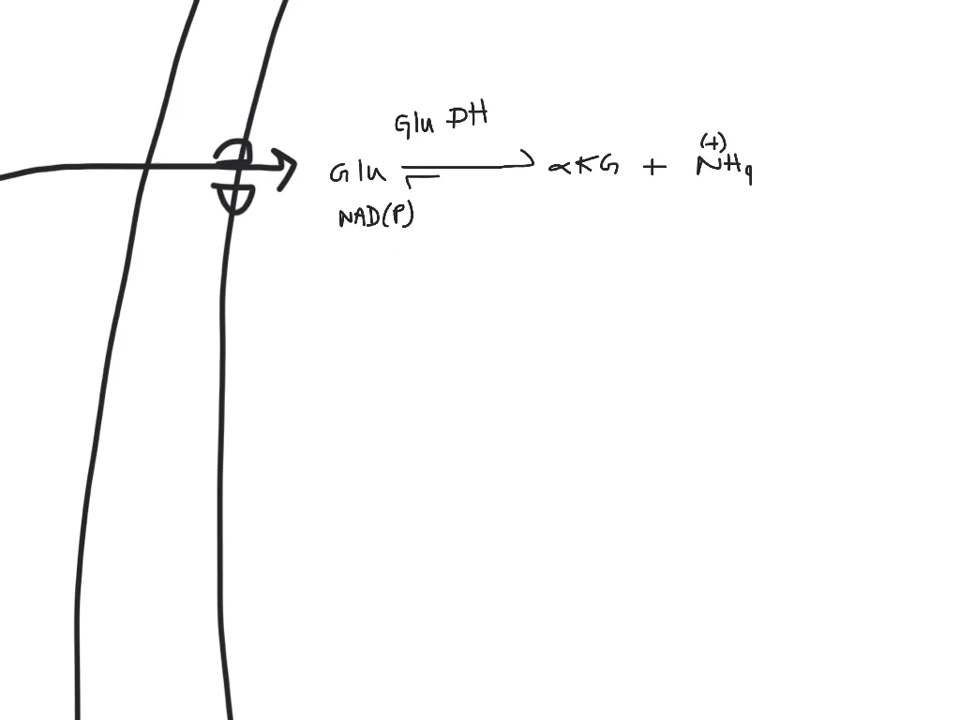 Glu DH
Glu ⇌ αKG + NH₄(+)
NAD(P)